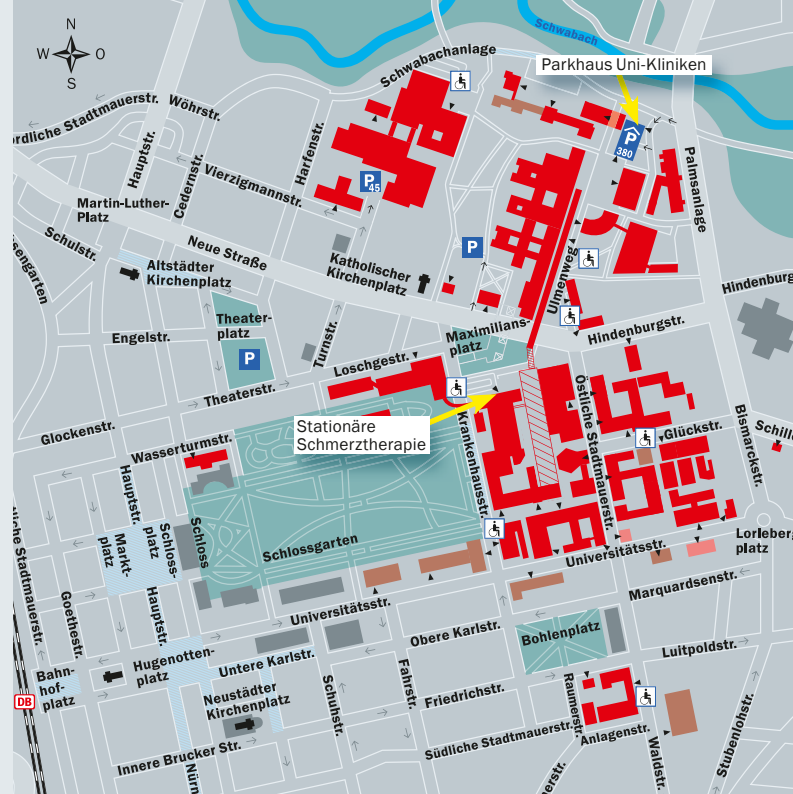 N
W
O
S
Schwabach
Schwabachanlage
Parkhaus Uni-Kliniken
P
380
Palmsanlage
ördliche Stadtmauerstr.
Wöhrstr.
Hauptstr.
Cedernstr.
Harfenstr.
Vierzigmannstr.
P
45
Martin-Luther-
Platz
Schulstr.
Neue Straße
Katholischer
Kirchenplatz
P
Ulmenweg
Altstädter
Kirchenplatz
Hindenburg
Engelstr.
Theater-
platz
P
Turnstr.
Maximilians-
platz
Hindenburgstr.
Loschgestr.
Theaterstr.
Östliche Stadtmauerstr.
Glockenstr.
Wasserturmstr.
Stationäre
Schmerztherapie
Krankenhausstr.
Glückstr.
Bismarckstr.
Hauptstr.
Schloss-
platz
Markt-
platz
Schloss
Schlossgarten
Universitätsstr.
Lorleberg
platz
Goethestr.
Hauptstr.
Universitätsstr.
Marquardsenstr.
Obere Karlstr.
Bohlenplatz
Luitpoldstr.
Bahn-
hof-
platz
DB
Hugenotten-
platz
Untere Karlstr.
Neustädter
Kirchenplatz
Schuhstr.
Fahrstr.
Friedrichstr.
Raumerstr.
Südliche Stadtmauerstr.
Anlagenstr.
Waldstr.
Stubenlohstr.
Innere Brucker Str.
Nürn